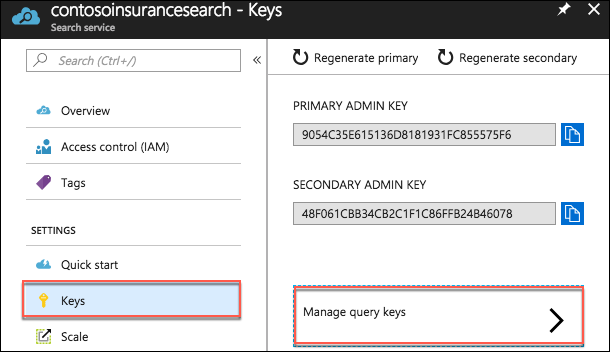 contosoinsurancesearch - Keys
Search service
Search (Ctrl+/)
«
Overview
Access control (IAM)
Tags
SETTINGS
Quick start
Keys
Scale
Regenerate primary
Regenerate secondary
PRIMARY ADMIN KEY
9054C35E615136D8181931FC855575F6
SECONDARY ADMIN KEY
48F061CBB34CB2C1F1C86FFB24B46078
Manage query keys